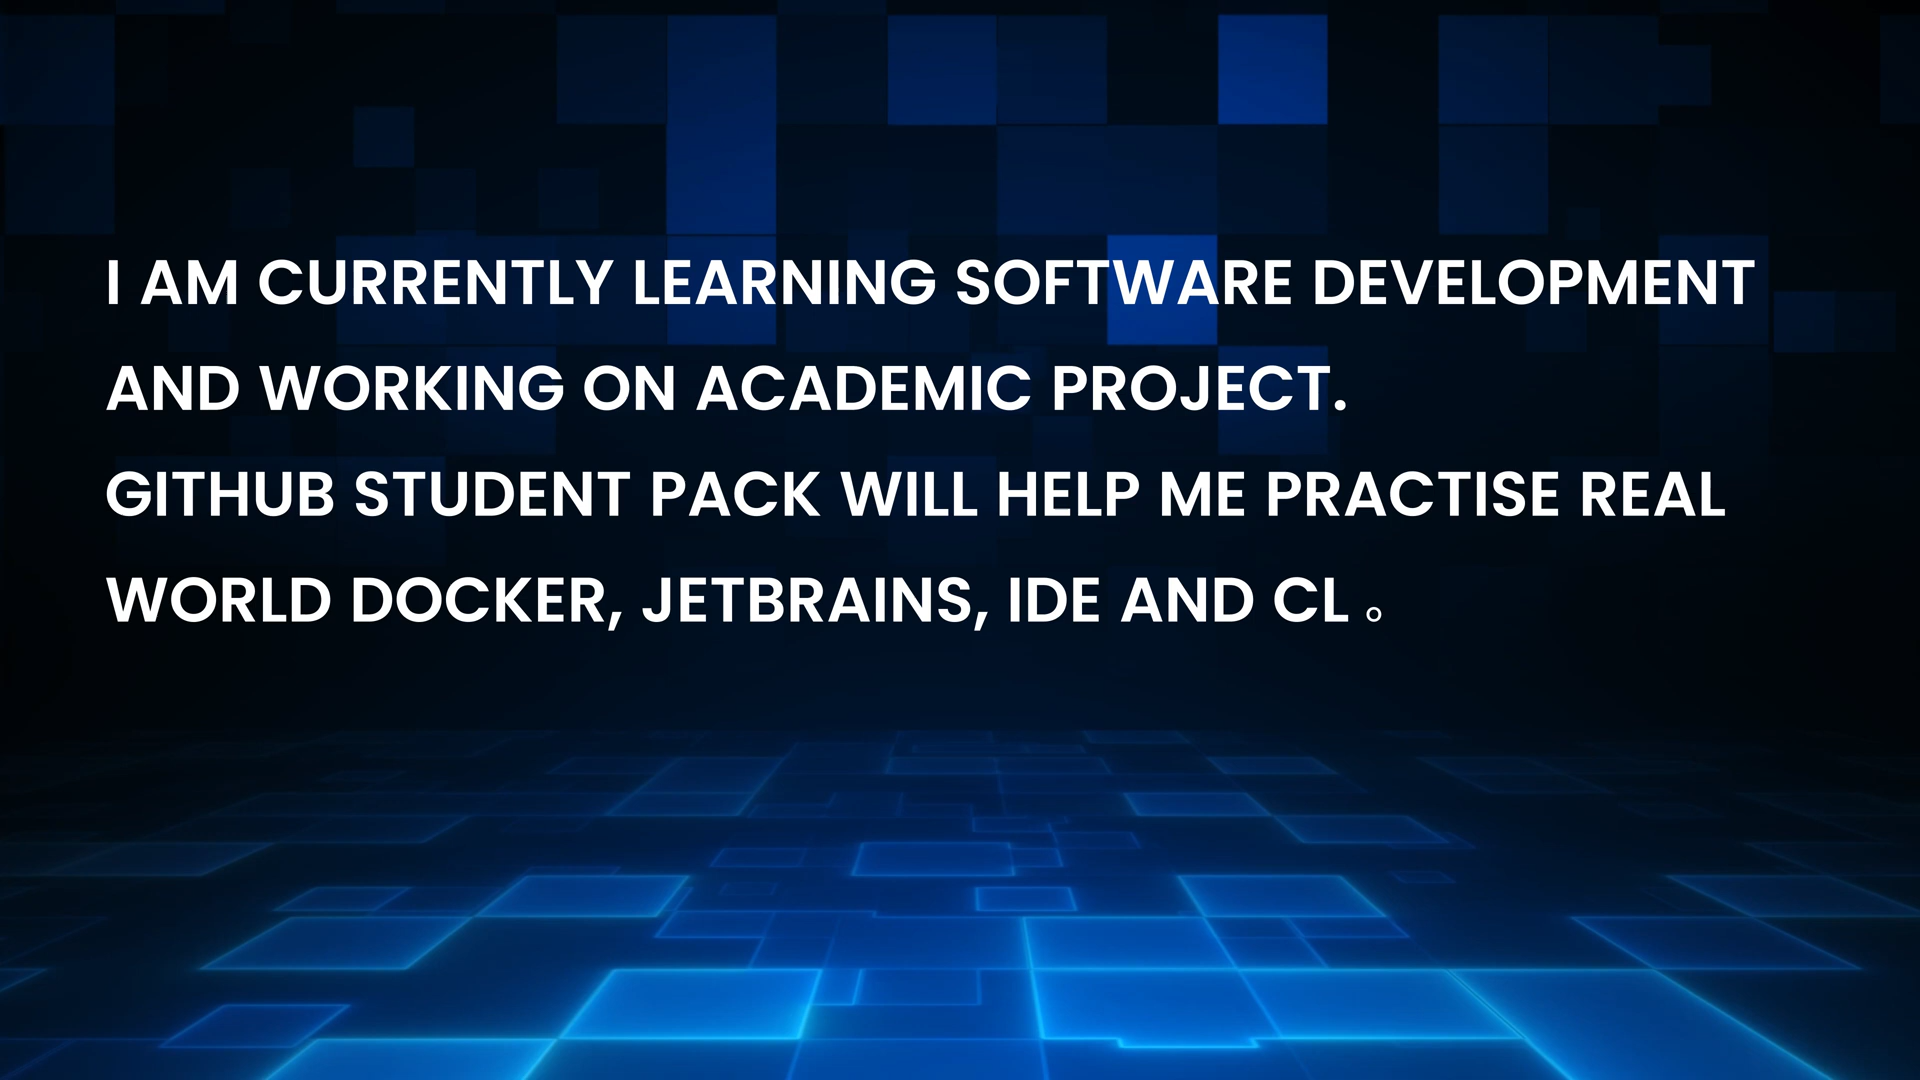 I AM CURRENTLY LEARNING SOFTWARE DEVELOPMENT
AND WORKING ON ACADEMIC PROJECT.
GITHUB STUDENT PACK WILL HELP ME PRACTISE REAL
WORLD DOCKER, JETBRAINS, IDE AND CL 。